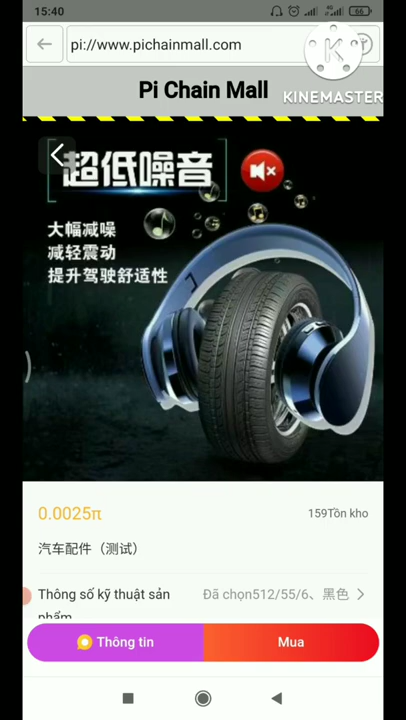 15:40
4G
66
pi://www.pichainmall.com
KINEMASTER
Pi Chain Mall
超低噪音
大幅减噪
减轻震动
提升驾驶舒适性
0.0025π
159Tồn kho
汽车配件（测试）
Thông số kỹ thuật sản phẩm
Đã chọn512/55/6、黑色
Thông tin
Mua